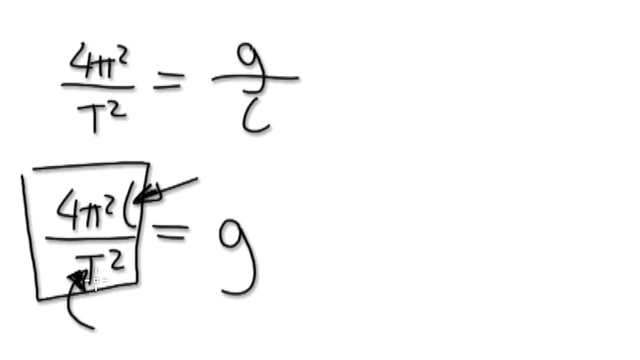 4π²/T² = g/l
4π²l/T² = g